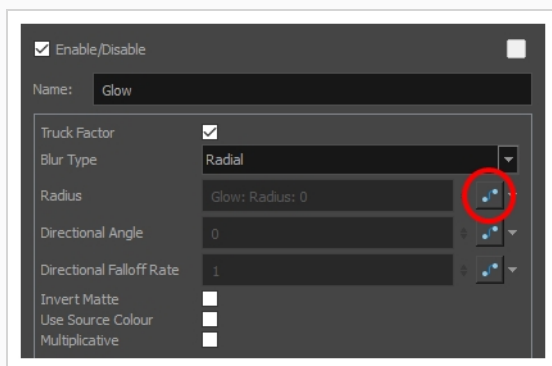 Enable/Disable
Name: Glow
Truck Factor
Blur Type Radial
Radius Glow: Radius: 0
Directional Angle 0
Directional Falloff Rate 1
Invert Matte
Use Source Colour
Multiplicative